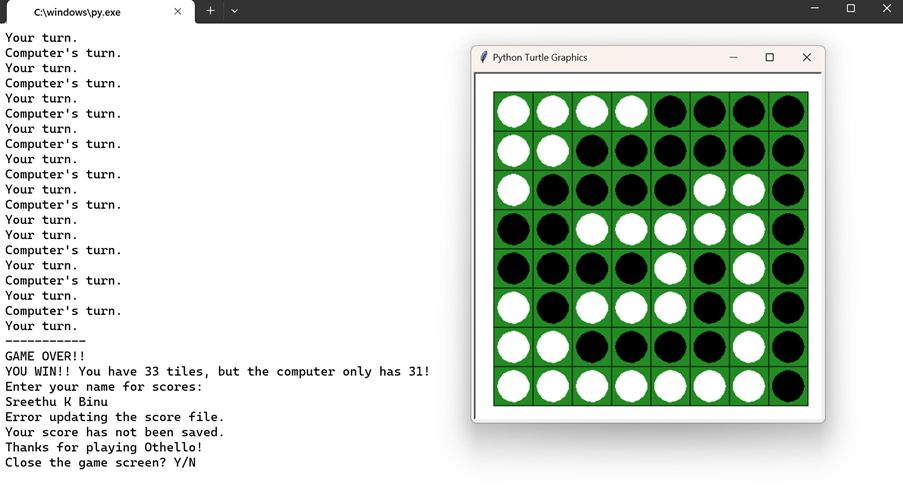 C:\windows\py.exe
Your turn.
Computer's turn.
Your turn.
Computer's turn.
Your turn.
Computer's turn.
Your turn.
Computer's turn.
Your turn.
Computer's turn.
Your turn.
Computer's turn.
Your turn.
Your turn.
Computer's turn.
Your turn.
Computer's turn.
Your turn.
Computer's turn.
Your turn.
-----------
GAME OVER!!
YOU WIN!! You have 33 tiles, but the computer only has 31!
Enter your name for scores:
Sreethu K Binu
Error updating the score file.
Your score has not been saved.
Thanks for playing Othello!
Close the game screen? Y/N
Python Turtle Graphics